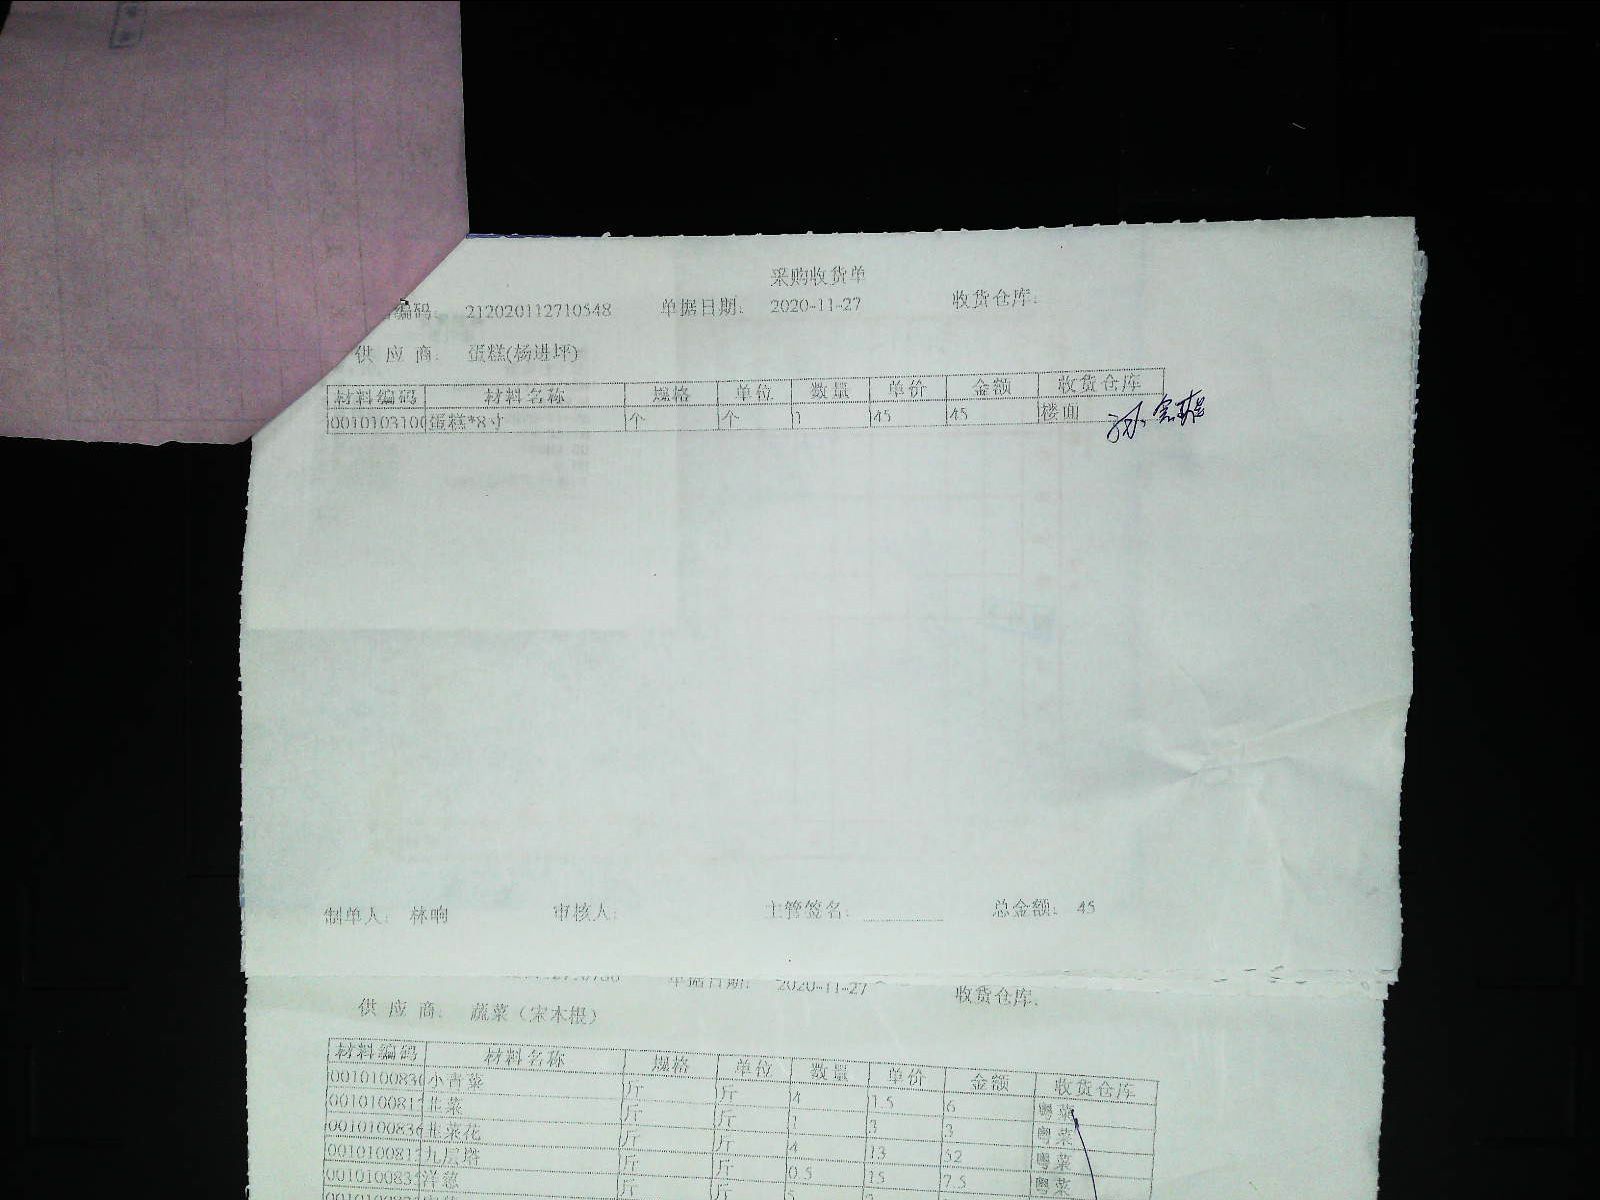 采购收货单
编码: 212020112710548 单据日期: 2020-11-27 收货仓库:
供 应 商: 蛋糕(杨进坪)
材料编码 材料名称 规格 单位 数量 单价 金额 收货仓库
0010103100 蛋糕*8寸 个 个 1 45 45 楼面
制单人: 林响 审核人: 主管签名: 总金额: 45
单据日期: 2020-11-27 收货仓库:
供 应 商: 蔬菜（宋本根）
材料编码 材料名称 规格 单位 数量 单价 金额 收货仓库
001010083 小青菜 斤 斤 4 1.5 6 粤菜
001010081 韭菜 斤 斤 1 3 3 粤菜
001010083 韭菜花 斤 斤 4 13 52 粤菜
001010081 九层塔 斤 斤 0.5 15 7.5 粤菜
001010083 洋葱 斤 斤